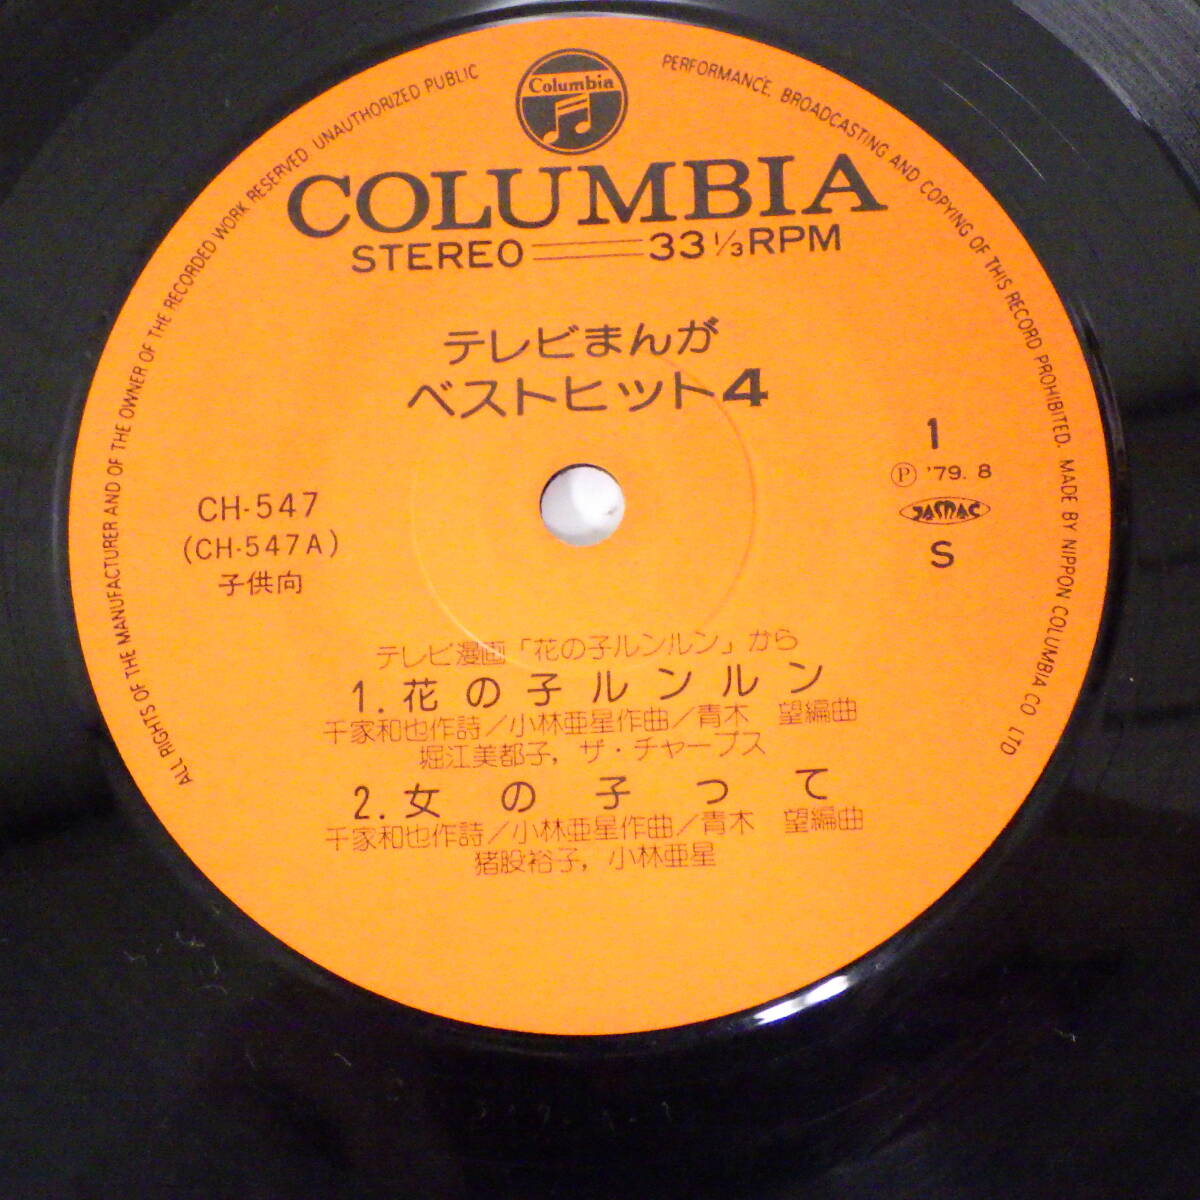 Columbia
COLUMBIA
STEREO 33 1/3 RPM
テレビまんが
ベストヒット4
CH-547
(CH-547A)
子供向
1
Ⓟ '79. 8
JASRAC
S
テレビ漫画「花の子ルンルン」から
1. 花の子ルンルン
千家和也作詩/小林亜星作曲/青木 望編曲
堀江美都子, ザ・チャープス
2. 女の子って
千家和也作詩/小林亜星作曲/青木 望編曲
猪股裕子, 小林亜星
ALL RIGHTS OF THE MANUFACTURER AND OF THE OWNER OF THE RECORDED WORK RESERVED UNAUTHORIZED PUBLIC PERFORMANCE, BROADCASTING AND COPYING OF THIS RECORD PROHIBITED. MADE BY NIPPON COLUMBIA CO LTD